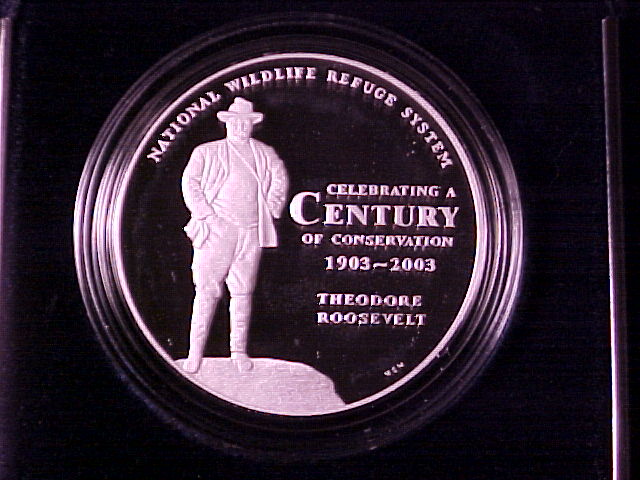 NATIONAL WILDLIFE REFUGE SYSTEM
CELEBRATING A
CENTURY
OF CONSERVATION
1903~2003
THEODORE
ROOSEVELT